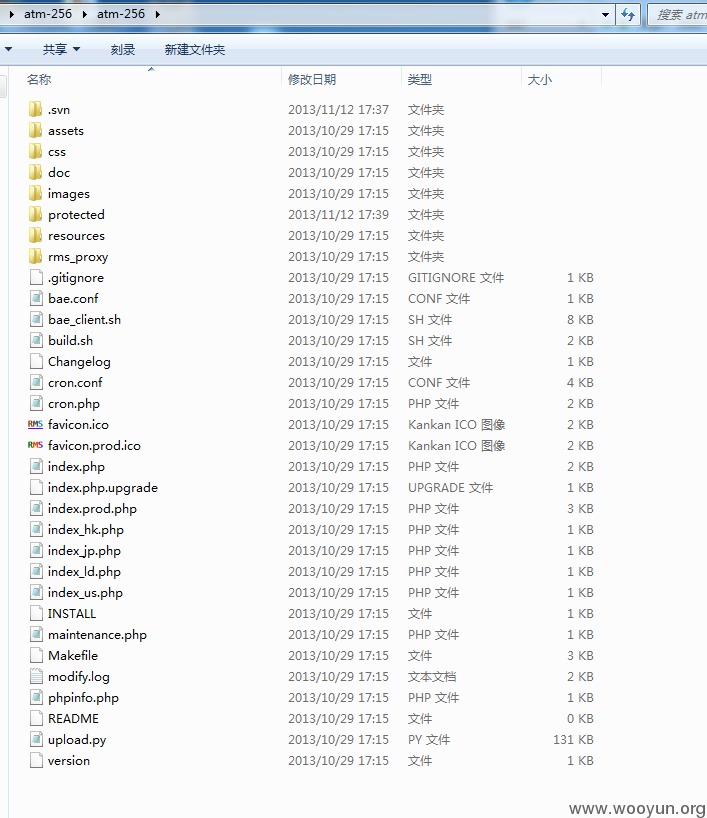 atm-256 atm-256 搜索 atm
共享 刻录 新建文件夹
名称 修改日期 类型 大小
.svn 2013/11/12 17:37 文件夹
assets 2013/10/29 17:15 文件夹
css 2013/10/29 17:15 文件夹
doc 2013/10/29 17:15 文件夹
images 2013/10/29 17:15 文件夹
protected 2013/11/12 17:39 文件夹
resources 2013/10/29 17:15 文件夹
rms_proxy 2013/10/29 17:15 文件夹
.gitignore 2013/10/29 17:15 GITIGNORE 文件 1 KB
bae.conf 2013/10/29 17:15 CONF 文件 1 KB
bae_client.sh 2013/10/29 17:15 SH 文件 8 KB
build.sh 2013/10/29 17:15 SH 文件 2 KB
Changelog 2013/10/29 17:15 文件 1 KB
cron.conf 2013/10/29 17:15 CONF 文件 4 KB
cron.php 2013/10/29 17:15 PHP 文件 2 KB
RMS favicon.ico 2013/10/29 17:15 Kankan ICO 图像 2 KB
RMS favicon.prod.ico 2013/10/29 17:15 Kankan ICO 图像 2 KB
index.php 2013/10/29 17:15 PHP 文件 2 KB
index.php.upgrade 2013/10/29 17:15 UPGRADE 文件 1 KB
index.prod.php 2013/10/29 17:15 PHP 文件 3 KB
index_hk.php 2013/10/29 17:15 PHP 文件 1 KB
index_jp.php 2013/10/29 17:15 PHP 文件 1 KB
index_ld.php 2013/10/29 17:15 PHP 文件 1 KB
index_us.php 2013/10/29 17:15 PHP 文件 1 KB
INSTALL 2013/10/29 17:15 文件 1 KB
maintenance.php 2013/10/29 17:15 PHP 文件 1 KB
Makefile 2013/10/29 17:15 文件 3 KB
modify.log 2013/10/29 17:15 文本文档 2 KB
phpinfo.php 2013/10/29 17:15 PHP 文件 1 KB
README 2013/10/29 17:15 文件 0 KB
upload.py 2013/10/29 17:15 PY 文件 131 KB
version 2013/10/29 17:15 文件 1 KB
www.wooyun.org